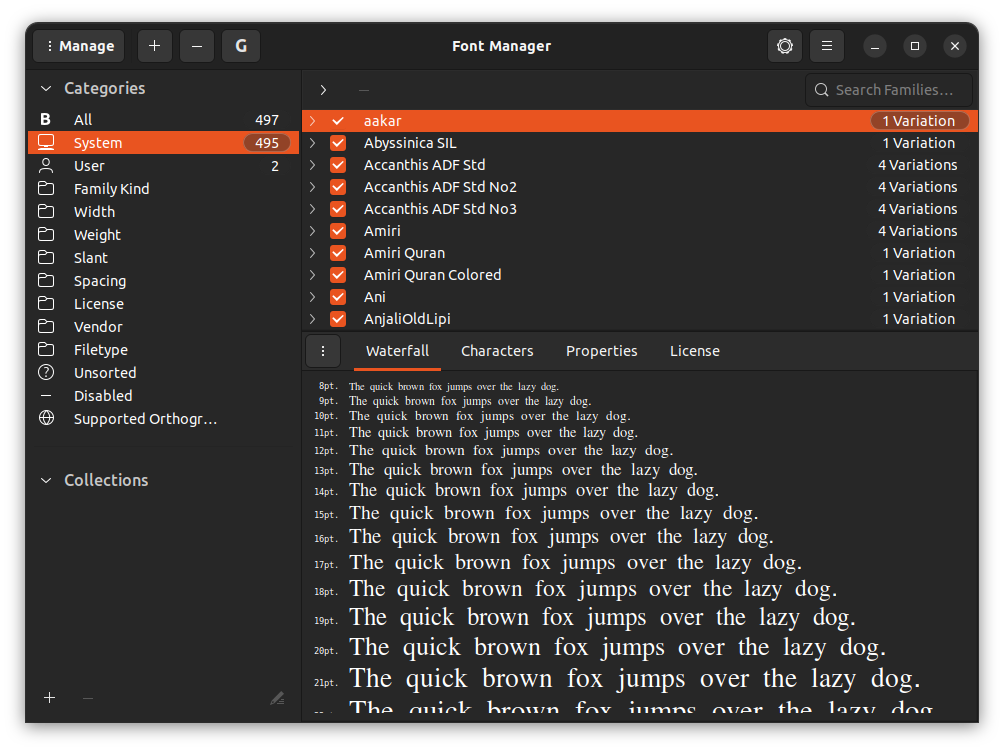 Manage
G
Font Manager
Categories
B All 497
System 495
User 2
Family Kind
Width
Weight
Slant
Spacing
License
Vendor
Filetype
Unsorted
Disabled
Supported Orthogr…
Collections
Search Families…
aakar 1 Variation
Abyssinica SIL 1 Variation
Accanthis ADF Std 4 Variations
Accanthis ADF Std No2 4 Variations
Accanthis ADF Std No3 4 Variations
Amiri 4 Variations
Amiri Quran 1 Variation
Amiri Quran Colored 1 Variation
Ani 1 Variation
AnjaliOldLipi 1 Variation
Waterfall Characters Properties License
8pt. The quick brown fox jumps over the lazy dog.
9pt. The quick brown fox jumps over the lazy dog.
10pt. The quick brown fox jumps over the lazy dog.
11pt. The quick brown fox jumps over the lazy dog.
12pt. The quick brown fox jumps over the lazy dog.
13pt. The quick brown fox jumps over the lazy dog.
14pt. The quick brown fox jumps over the lazy dog.
15pt. The quick brown fox jumps over the lazy dog.
16pt. The quick brown fox jumps over the lazy dog.
17pt. The quick brown fox jumps over the lazy dog.
18pt. The quick brown fox jumps over the lazy dog.
19pt. The quick brown fox jumps over the lazy dog.
20pt. The quick brown fox jumps over the lazy dog.
21pt. The quick brown fox jumps over the lazy dog.
The quick brown fox jumps over the lazy dog